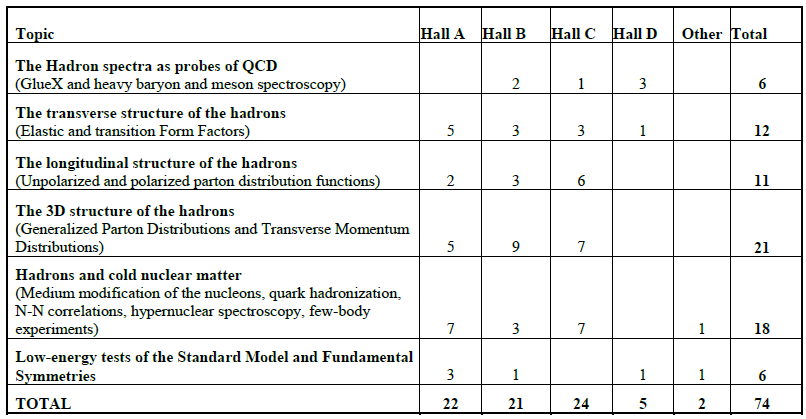 Topic Hall A Hall B Hall C Hall D Other Total
The Hadron spectra as probes of QCD
(GlueX and heavy baryon and meson spectroscopy) 2 1 3 6
The transverse structure of the hadrons
(Elastic and transition Form Factors) 5 3 3 1 12
The longitudinal structure of the hadrons
(Unpolarized and polarized parton distribution functions) 2 3 6 11
The 3D structure of the hadrons
(Generalized Parton Distributions and Transverse Momentum
Distributions) 5 9 7 21
Hadrons and cold nuclear matter
(Medium modification of the nucleons, quark hadronization,
N-N correlations, hypernuclear spectroscopy, few-body
experiments) 7 3 7 1 18
Low-energy tests of the Standard Model and Fundamental
Symmetries 3 1 1 1 6
TOTAL 22 21 24 5 2 74